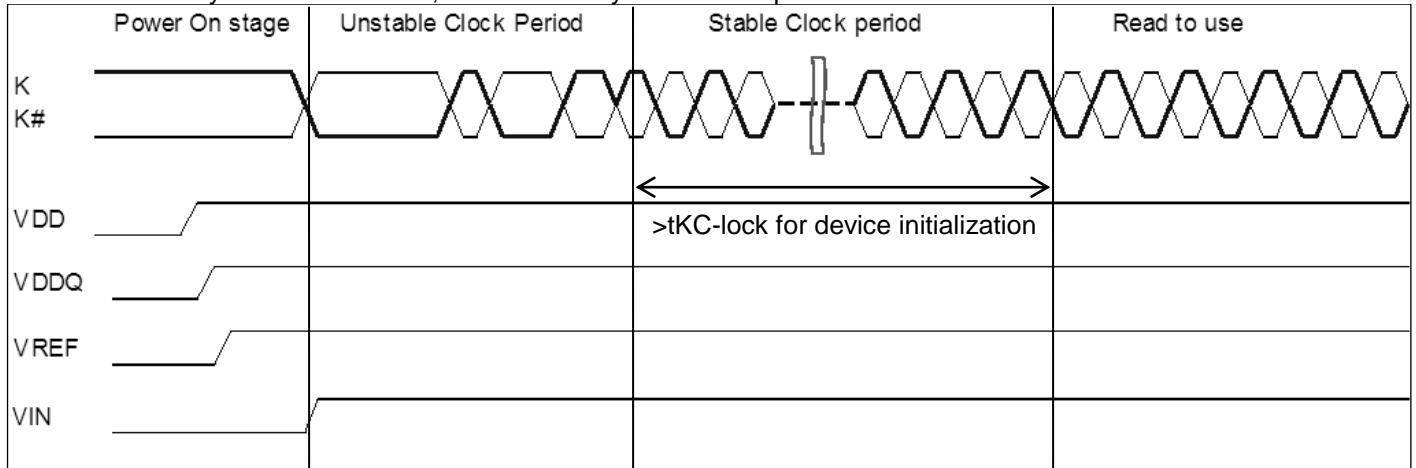 Power On stage Unstable Clock Period Stable Clock period Read to use
K
K#
VDD
>tKC-lock for device initialization
VDDQ
VREF
VIN